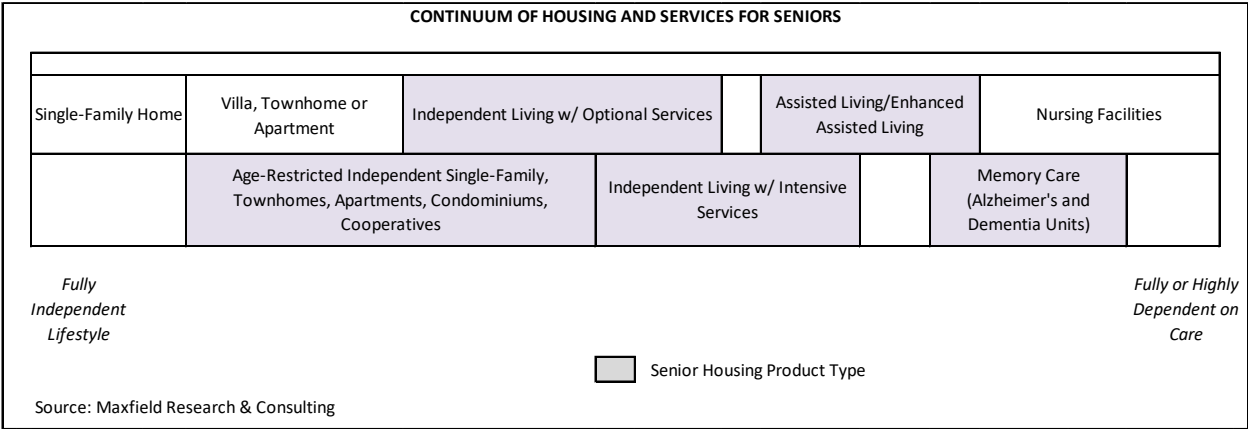 CONTINUUM OF HOUSING AND SERVICES FOR SENIORS
Single-Family Home
Villa, Townhome or
Apartment
Independent Living w/ Optional Services
Assisted Living/Enhanced
Assisted Living
Nursing Facilities
Age-Restricted Independent Single-Family,
Townhomes, Apartments, Condominiums,
Cooperatives
Independent Living w/ Intensive
Services
Memory Care
(Alzheimer's and
Dementia Units)
Fully
Independent
Lifestyle
Fully or Highly
Dependent on
Care
Senior Housing Product Type
Source: Maxfield Research & Consulting